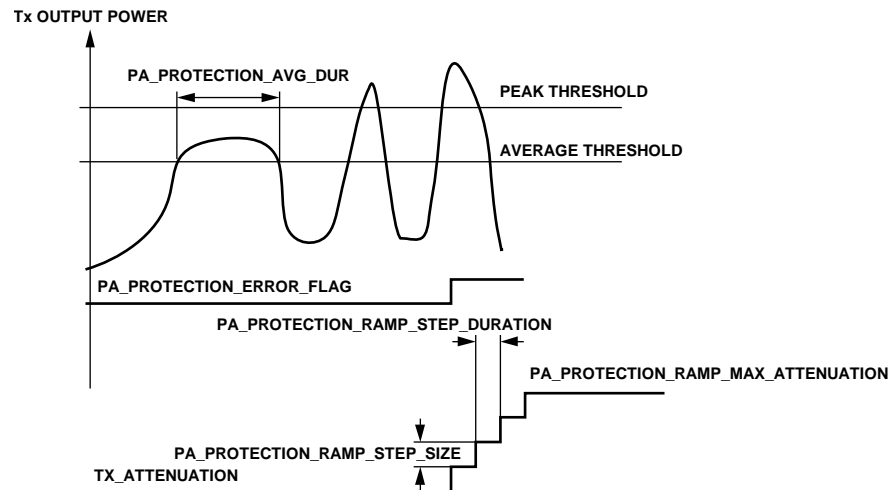 Tx OUTPUT POWER
PA_PROTECTION_AVG_DUR
PEAK THRESHOLD
AVERAGE THRESHOLD
PA_PROTECTION_ERROR_FLAG
PA_PROTECTION_RAMP_STEP_DURATION
PA_PROTECTION_RAMP_MAX_ATTENUATION
PA_PROTECTION_RAMP_STEP_SIZE
TX_ATTENUATION